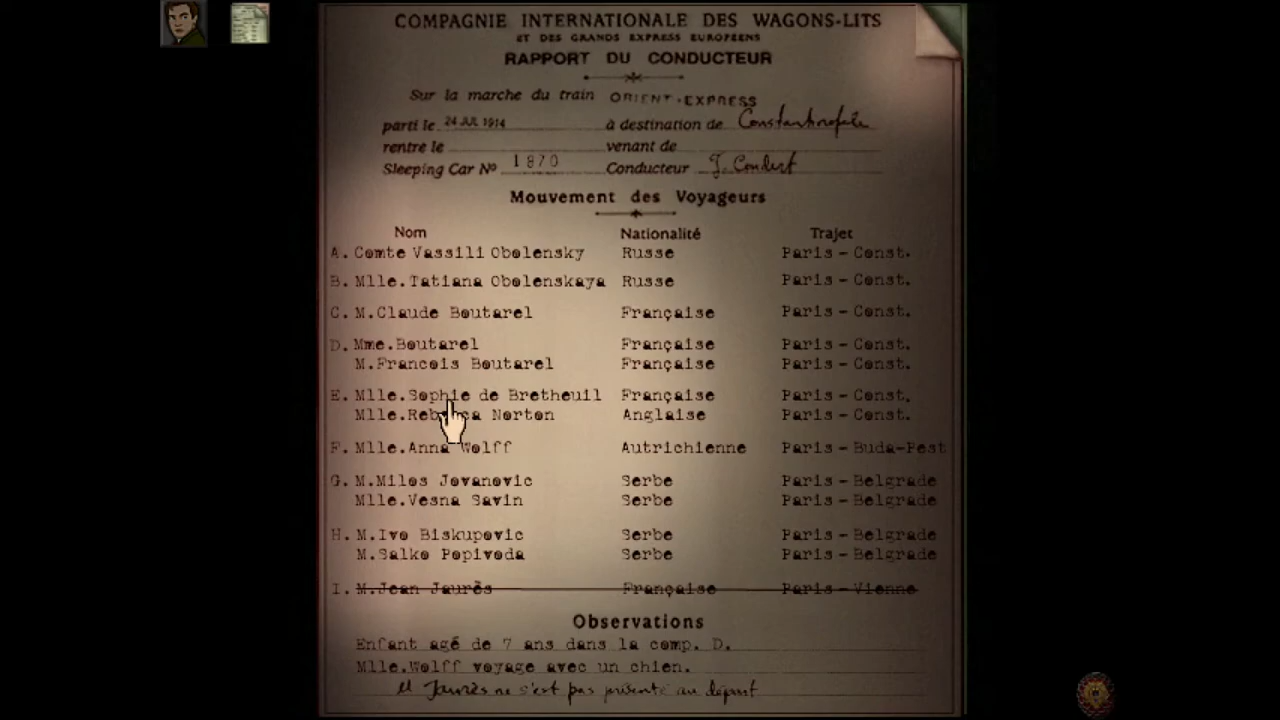 COMPAGNIE INTERNATIONALE DES WAGONS-LITS
ET DES GRANDS EXPRESS EUROPÉENS
RAPPORT DU CONDUCTEUR
Sur la marche du train ORIENT-EXPRESS
parti le 24 JUL 1914 à destination de Constantinople
rentré le venant de
Sleeping Car No 1870 Conducteur J. Condert
Mouvement des Voyageurs
Nom Nationalité Trajet
A. Comte Vassili Obolensky Russe Paris - Const.
B. Mlle. Tatiana Obolenskaya Russe Paris - Const.
C. M. Claude Boutarel Française Paris - Const.
D. Mme. Boutarel Française Paris - Const.
M. Francois Boutarel Française Paris - Const.
E. Mlle. Sophie de Bretheuil Française Paris - Const.
Mlle. Norton Anglaise Paris - Const.
F. Mlle. Anna Wolff Autrichienne Paris - Buda-Pest
G. M. Milos Jovanovic Serbe Paris - Belgrade
Mlle. Vesna Savin Serbe Paris - Belgrade
H. M. Ivo Biskupovic Serbe Paris - Belgrade
M. Salko Popivoda Serbe Paris - Belgrade
I. M. Jean Jaurès Française Paris - Vienne
Observations
Enfant agé de 7 ans dans la comp. D.
Mlle. Wolff voyage avec un chien.
M Jaurès ne s'est pas présenté au départ